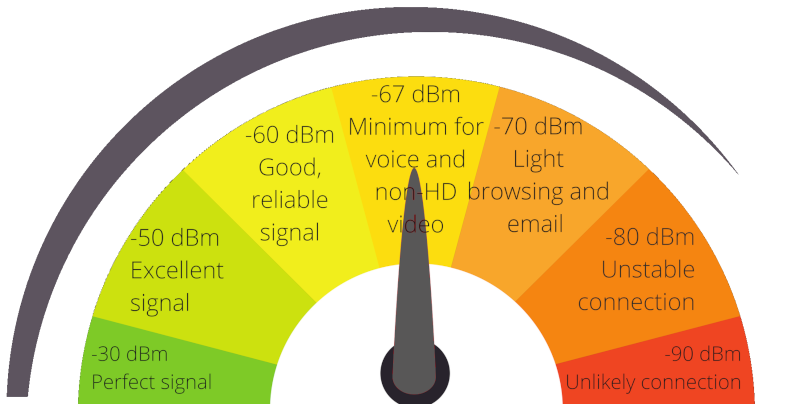 -67 dBm
Minimum for
voice and
non-HD
video
-60 dBm
Good,
reliable
signal
-70 dBm
Light
browsing and
email
-50 dBm
Excellent
signal
-80 dBm
Unstable
connection
-30 dBm
Perfect signal
-90 dBm
Unlikely connection